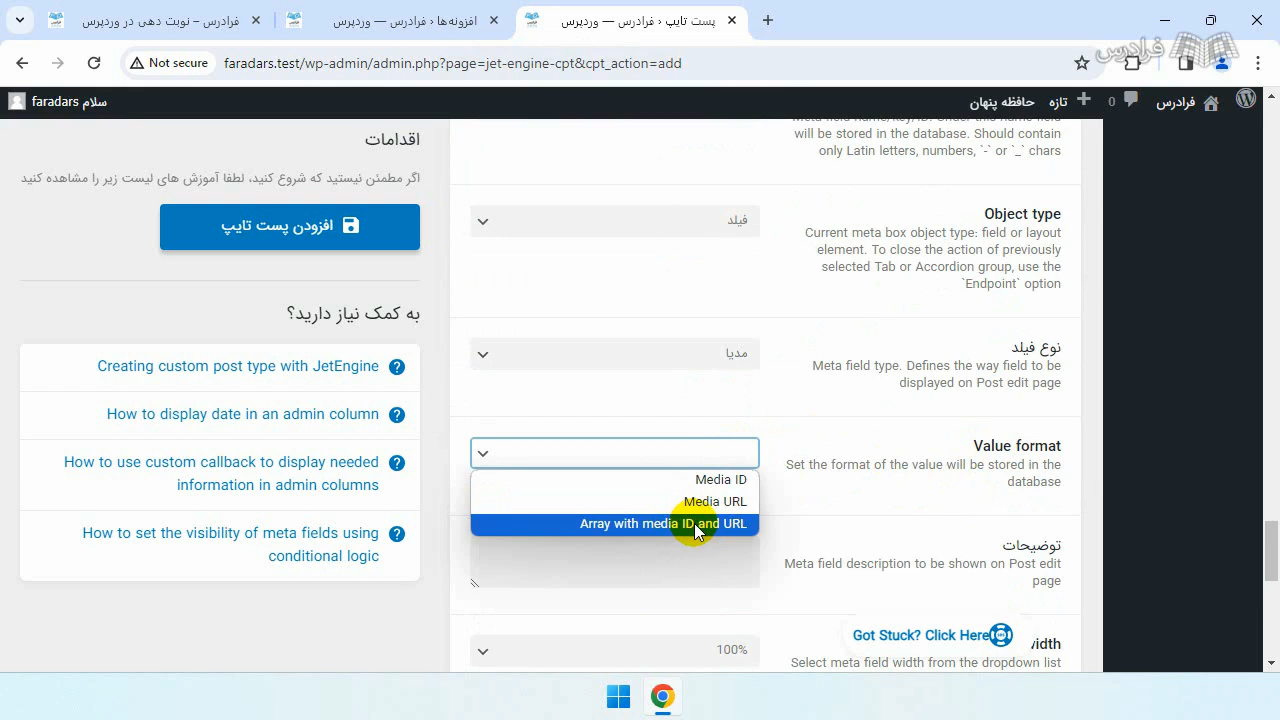 فرادرس – نوبت دهی در وردپرس
افزونه‌ها ‹ فرادرس — وردپرس
پست تایپ ‹ فرادرس — وردپرس
Not secure
faradars.test/wp-admin/admin.php?page=jet-engine-cpt&cpt_action=add
فرادرس
سلام faradars
حافظه پنهان
تازه
0
فرادرس
اقدامات
اگر مطمئن نیستید که شروع کنید، لطفا آموزش های لیست زیر را مشاهده کنید
افزودن پست تایپ
به کمک نیاز دارید؟
Creating custom post type with JetEngine
How to display date in an admin column
How to use custom callback to display needed
information in admin columns
How to set the visibility of meta fields using
conditional logic
will be stored in the database. Should contain
only Latin letters, numbers, `-` or `_` chars
Object type
Current meta box object type: field or layout
element. To close the action of previously
selected Tab or Accordion group, use the
`Endpoint` option
فیلد
نوع فیلد
Meta field type. Defines the way field to be
displayed on Post edit page
مدیا
Value format
Set the format of the value will be stored in the
database
Media ID
Media URL
Array with media ID and URL
توضیحات
Meta field description to be shown on Post edit
page
Got Stuck? Click Here
Select meta field width from the dropdown list
100%